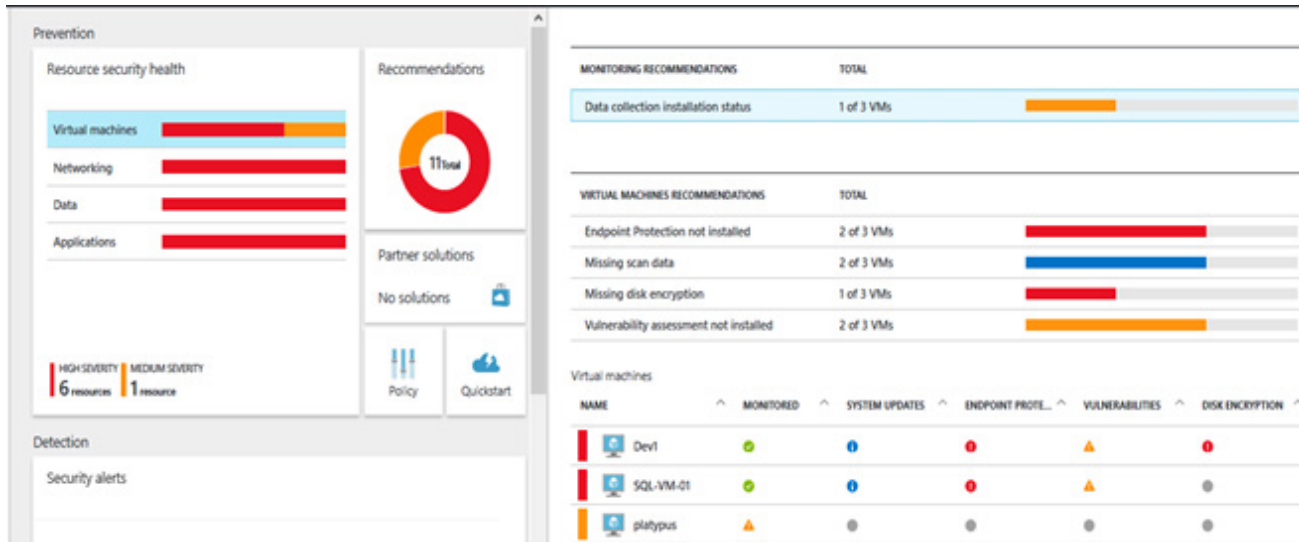 Prevention
Resource security health
Virtual machines
Networking
Data
Applications
HIGH SEVERITY
6 resources
MEDIUM SEVERITY
1 resource
Recommendations
11 Total
Partner solutions
No solutions
Policy
Quickstart
Detection
Security alerts
MONITORING RECOMMENDATIONS TOTAL
Data collection installation status 1 of 3 VMs
VIRTUAL MACHINES RECOMMENDATIONS TOTAL
Endpoint Protection not installed 2 of 3 VMs
Missing scan data 2 of 3 VMs
Missing disk encryption 1 of 3 VMs
Vulnerability assessment not installed 2 of 3 VMs
Virtual machines
NAME MONITORED SYSTEM UPDATES ENDPOINT PROTE... VULNERABILITIES DISK ENCRYPTION
Dev1
SQL-VM-01
platypus